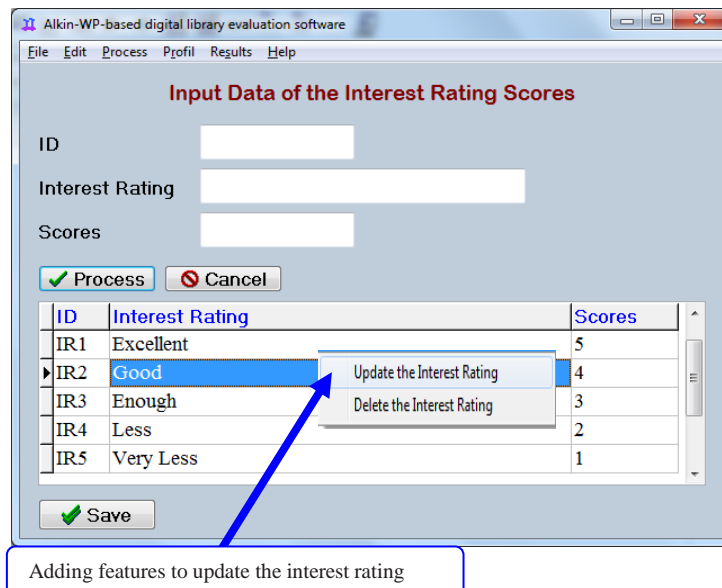 Alkin-WP-based digital library evaluation software
File Edit Process Profil Results Help
Input Data of the Interest Rating Scores
ID
Interest Rating
Scores
Process Cancel
ID Interest Rating Scores
IR1 Excellent 5
IR2 Good 4
IR3 Enough 3
IR4 Less 2
IR5 Very Less 1
Update the Interest Rating
Delete the Interest Rating
Save
Adding features to update the interest rating